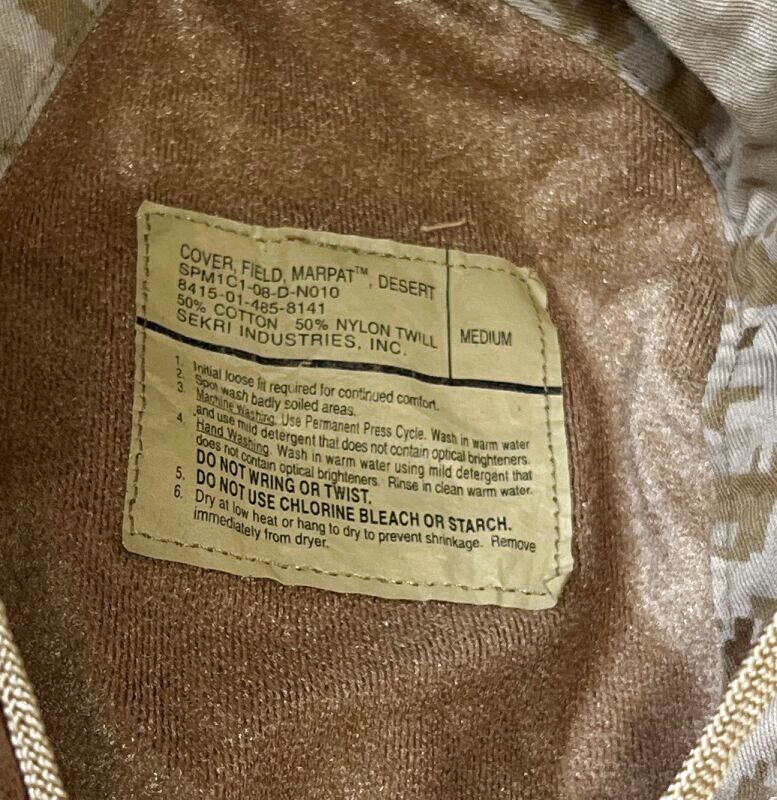 COVER, FIELD, MARPAT™, DESERT
SPM1C1-08-D-N010
8415-01-485-8141
50% COTTON 50% NYLON TWILL
SEKRI INDUSTRIES, INC.
MEDIUM
1. Initial loose fit required for continued comfort.
2. Spot wash badly soiled areas.
3. Machine Washing. Use Permanent Press Cycle. Wash in warm water
and use mild detergent that does not contain optical brighteners.
4. Hand Washing. Wash in warm water using mild detergent that
does not contain optical brighteners. Rinse in clean warm water.
DO NOT WRING OR TWIST.
5. DO NOT USE CHLORINE BLEACH OR STARCH.
6. Dry at low heat or hang to dry to prevent shrinkage. Remove
immediately from dryer.